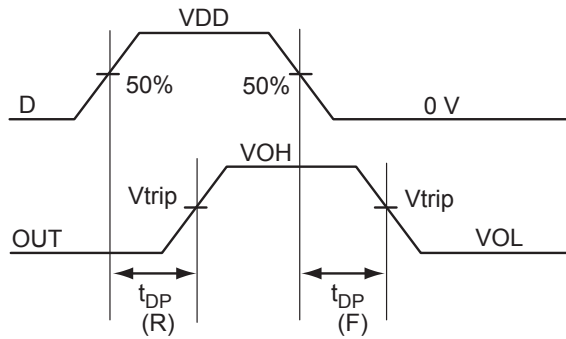 VDD
50%
50%
D
0 V
VOH
Vtrip
Vtrip
OUT
VOL
tDP
(R)
tDP
(F)